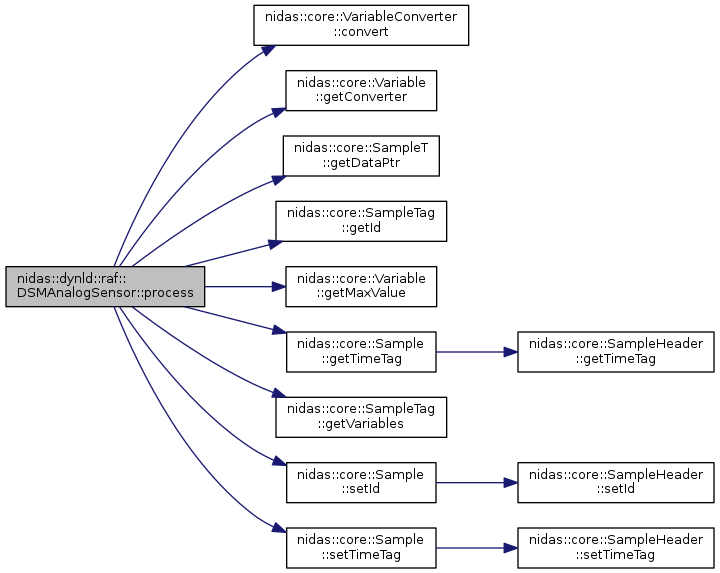 nidas::core::VariableConverter
::convert
nidas::core::Variable
::getConverter
nidas::core::SampleT
::getDataPtr
nidas::core::SampleTag
::getId
nidas::dynld::raf::
DSMAnalogSensor::process
nidas::core::Variable
::getMaxValue
nidas::core::Sample
::getTimeTag
nidas::core::SampleHeader
::getTimeTag
nidas::core::SampleTag
::getVariables
nidas::core::Sample
::setId
nidas::core::SampleHeader
::setId
nidas::core::Sample
::setTimeTag
nidas::core::SampleHeader
::setTimeTag